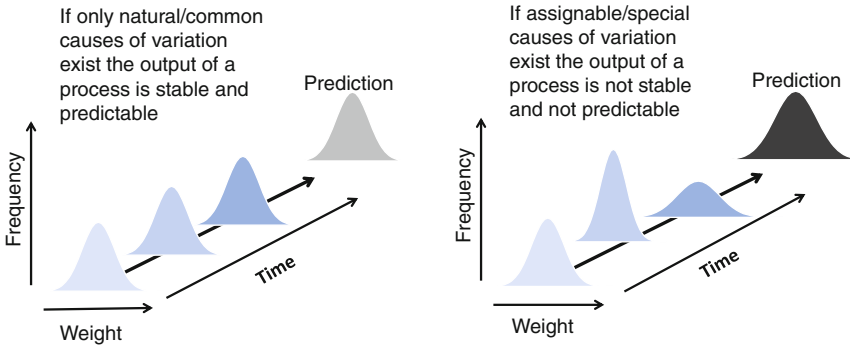 If only natural/common
causes of variation
exist the output of a
process is stable and
predictable
Prediction
Frequency
Time
Weight
If assignable/special
causes of variation
exist the output of a
process is not stable
and not predictable
Prediction
Frequency
Time
Weight